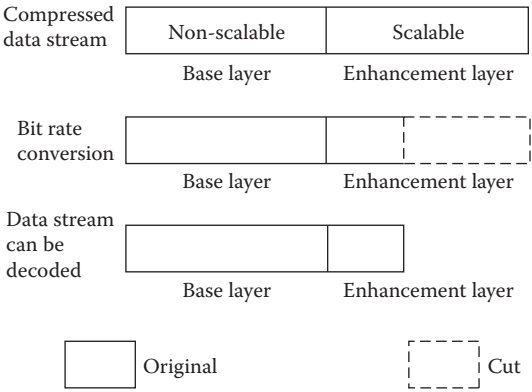 Compressed
data stream
Non-scalable
Scalable
Base layer
Enhancement layer
Bit rate
conversion
Base layer
Enhancement layer
Data stream
can be
decoded
Base layer
Enhancement layer
Original
Cut